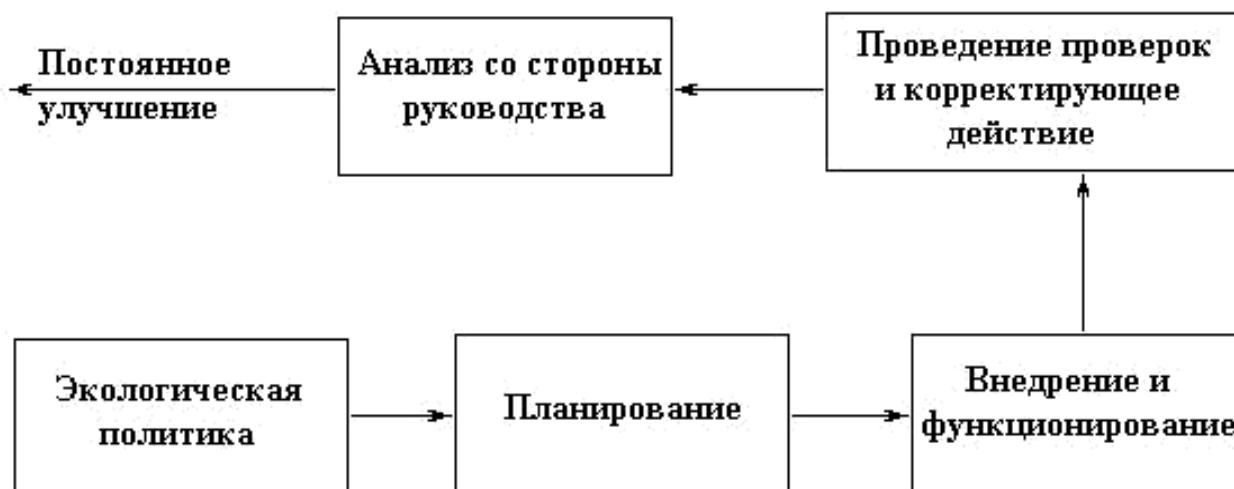 Постоянное
улучшение
Анализ со стороны
руководства
Проведение проверок
и корректирующее
действие
Экологическая
политика
Планирование
Внедрение и
функционирование